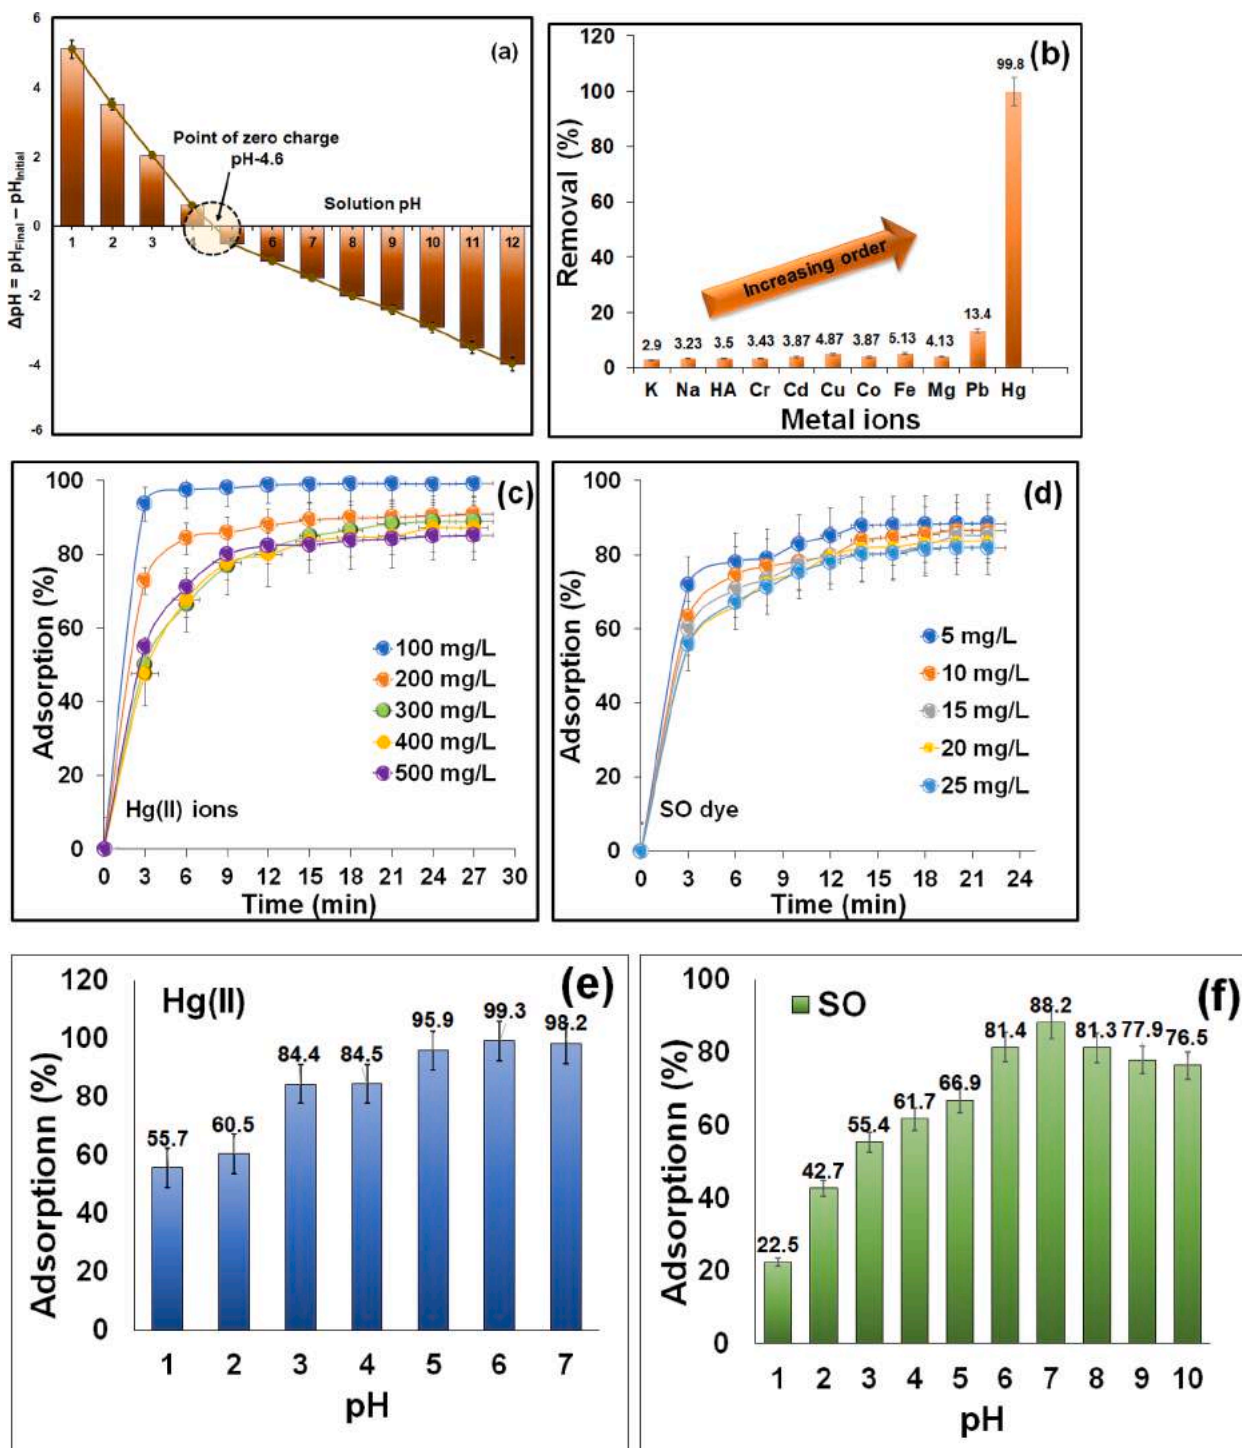 (a)
6
4
2
0
-2
-4
-6
ΔpH = pHFinal – pHInitial
Point of zero charge
pH-4.6
Solution pH
1 2 3 4 6 7 8 9 10 11 12
(b)
120
100
80
60
40
20
0
Removal (%)
2.9 3.23 3.5 3.43 3.87 4.87 3.87 5.13 4.13 13.4 99.8
Increasing order
K Na HA Cr Cd Cu Co Fe Mg Pb Hg
Metal ions
(c)
100
80
60
40
20
0
Adsorption (%)
100 mg/L
200 mg/L
300 mg/L
400 mg/L
500 mg/L
Hg(II) ions
0 3 6 9 12 15 18 21 24 27 30
Time (min)
(d)
100
80
60
40
20
0
Adsorption (%)
5 mg/L
10 mg/L
15 mg/L
20 mg/L
25 mg/L
SO dye
0 3 6 9 12 15 18 21 24
Time (min)
(e)
Hg(II)
120
100
80
60
40
20
0
Adsorptionn (%)
55.7 60.5 84.4 84.5 95.9 99.3 98.2
1 2 3 4 5 6 7
pH
(f)
SO
100
80
60
40
20
0
Adsorptionn (%)
22.5 42.7 55.4 61.7 66.9 81.4 88.2 81.3 77.9 76.5
1 2 3 4 5 6 7 8 9 10
pH